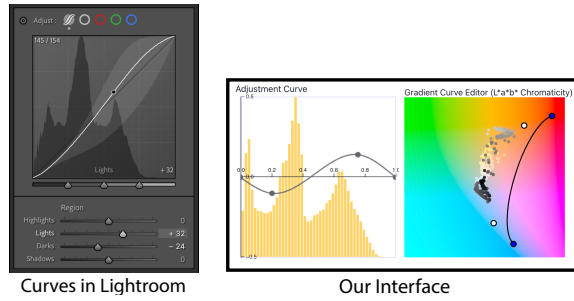 Adjust :
145 / 154
Lights
+ 32
Region
Highlights 0
Lights + 32
Darks – 24
Shadows 0
Curves in Lightroom
Adjustment Curve
0.5
0.0 0.2 0.4 0.6 0.8 1.0
-0.5
Gradient Curve Editor (L*a*b* Chromaticity)
Our Interface